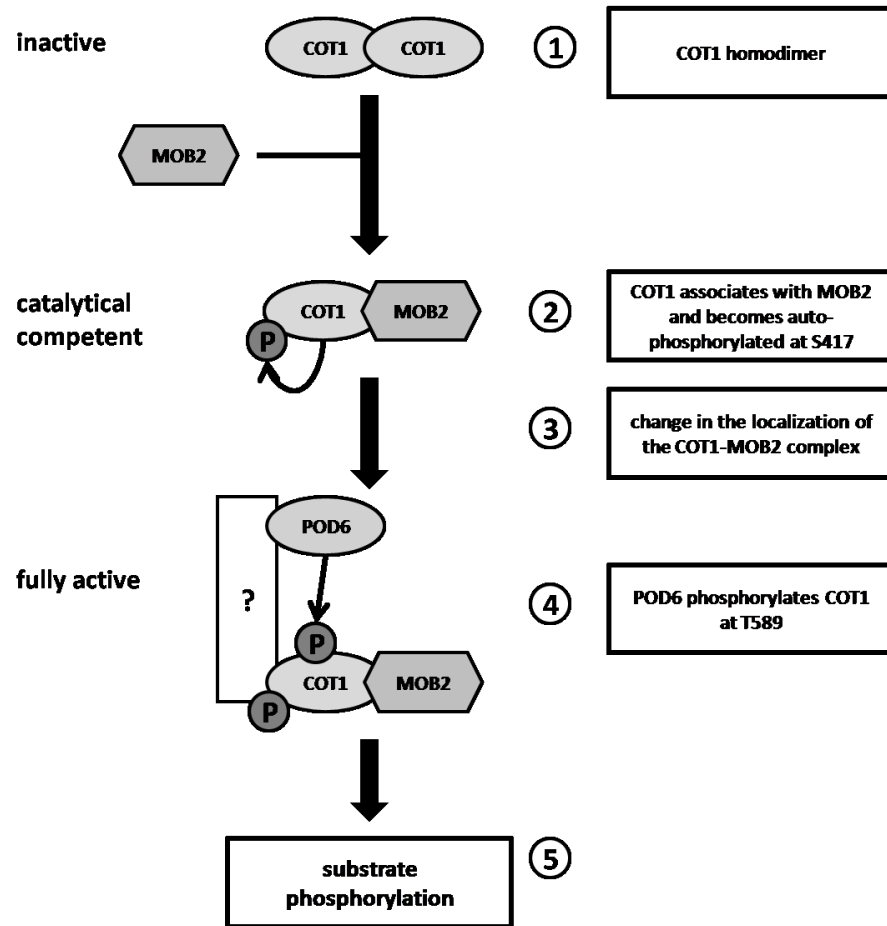 inactive
COT1
COT1
1
COT1 homodimer
MOB2
catalytical
competent
COT1
MOB2
P
2
COT1 associates with MOB2
and becomes auto-
phosphorylated at S417
3
change in the localization of
the COT1-MOB2 complex
POD6
fully active
?
4
POD6 phosphorylates COT1
at T589
P
COT1
MOB2
P
substrate
phosphorylation
5